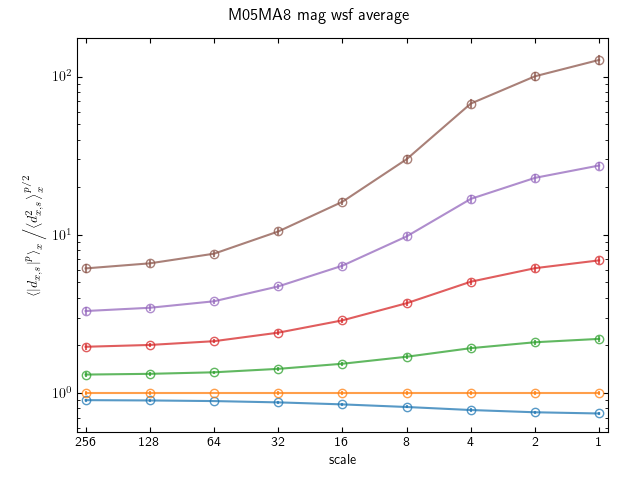 M05MA8 mag wsf average
10²
10¹
10⁰
⟨|d_{x,s}|^p⟩_x / ⟨d²_{x,s}⟩_x^{p/2}
256 128 64 32 16 8 4 2 1
scale